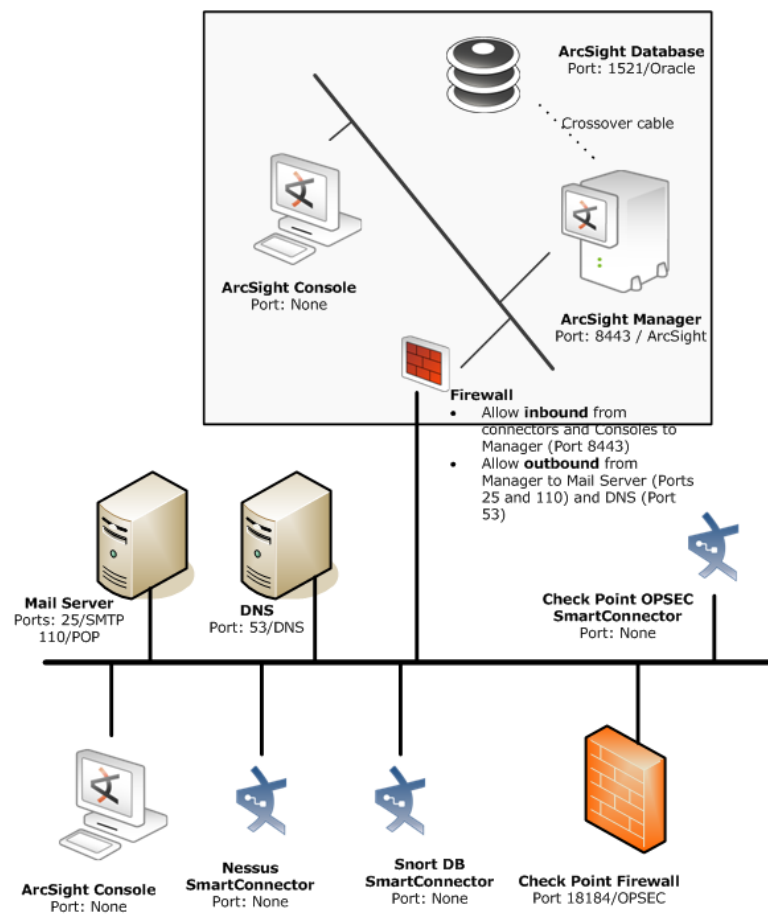 ArcSight Database
Port: 1521/Oracle
Crossover cable
ArcSight Console
Port: None
ArcSight Manager
Port: 8443 / ArcSight
Firewall
• Allow inbound from
connectors and Consoles to
Manager (Port 8443)
• Allow outbound from
Manager to Mail Server (Ports
25 and 110) and DNS (Port
53)
Mail Server
Ports: 25/SMTP
110/POP
DNS
Port: 53/DNS
Check Point OPSEC
SmartConnector
Port: None
ArcSight Console
Port: None
Nessus
SmartConnector
Port: None
Snort DB
SmartConnector
Port: None
Check Point Firewall
Port 18184/OPSEC